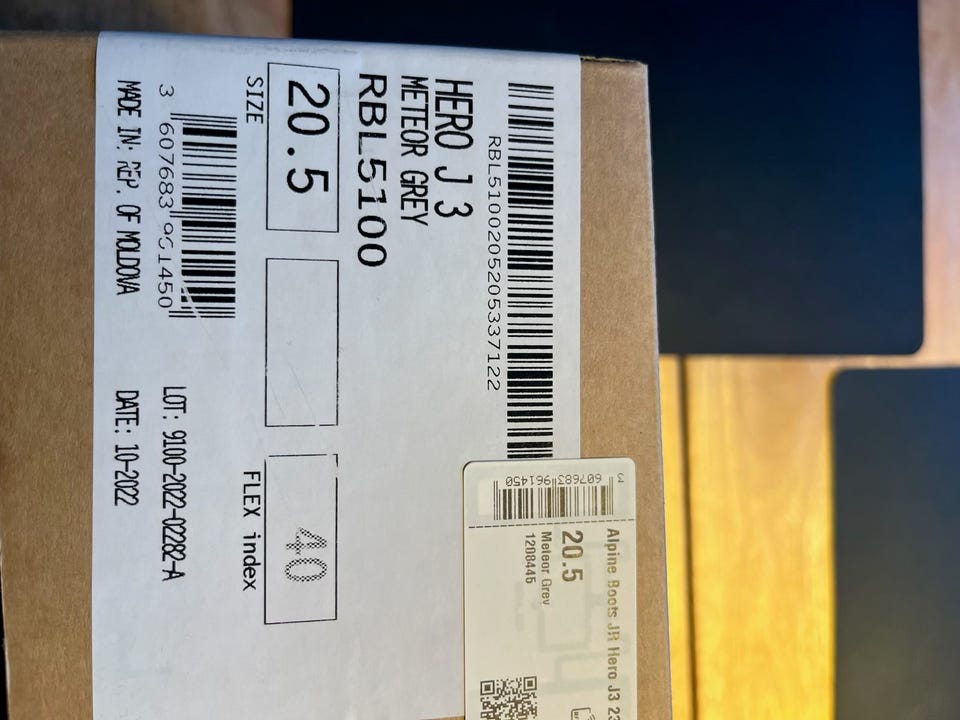 RBL5100205205337122
HERO J 3
METEOR GREY
RBL5100
20.5
SIZE
40
FLEX index
3 607683 961450
MADE IN: REP. OF MOLDOVA
LOT: 9100-2022-02282-A
DATE: 10-2022
3 607683 961450
Alpine Boots JR Hero J3 23
20.5
Meteor Grey
1208445